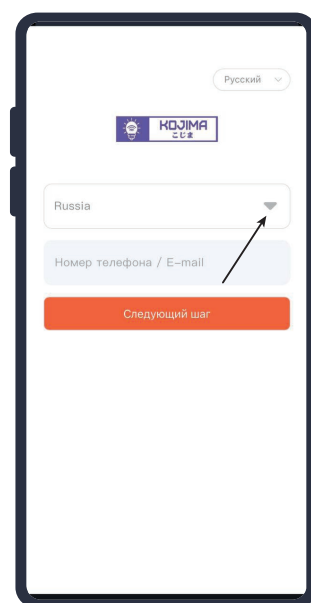 Русский
KOJIMA
こじま
Russia
Номер телефона / E-mail
Следующий шаг